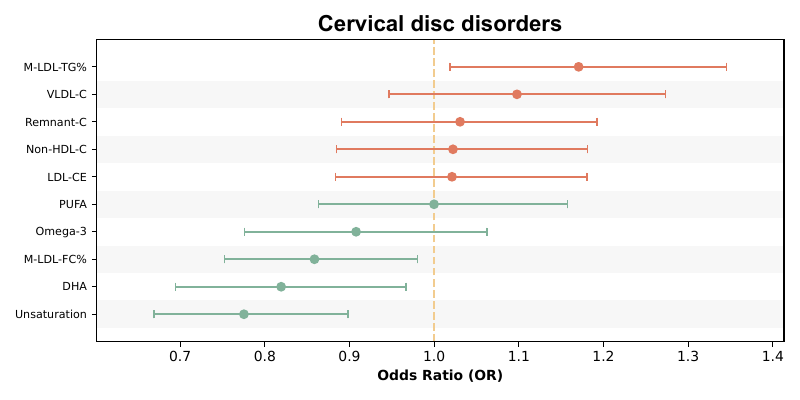 Cervical disc disorders
M-LDL-TG%
VLDL-C
Remnant-C
Non-HDL-C
LDL-CE
PUFA
Omega-3
M-LDL-FC%
DHA
Unsaturation
0.7 0.8 0.9 1.0 1.1 1.2 1.3 1.4
Odds Ratio (OR)